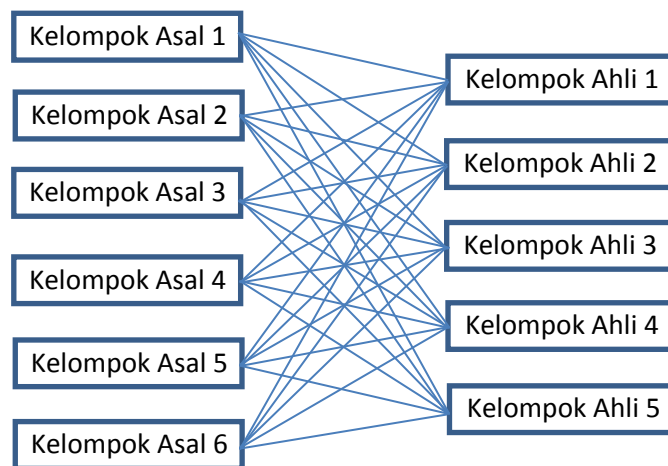 Kelompok Asal 1
Kelompok Asal 2
Kelompok Asal 3
Kelompok Asal 4
Kelompok Asal 5
Kelompok Asal 6
Kelompok Ahli 1
Kelompok Ahli 2
Kelompok Ahli 3
Kelompok Ahli 4
Kelompok Ahli 5